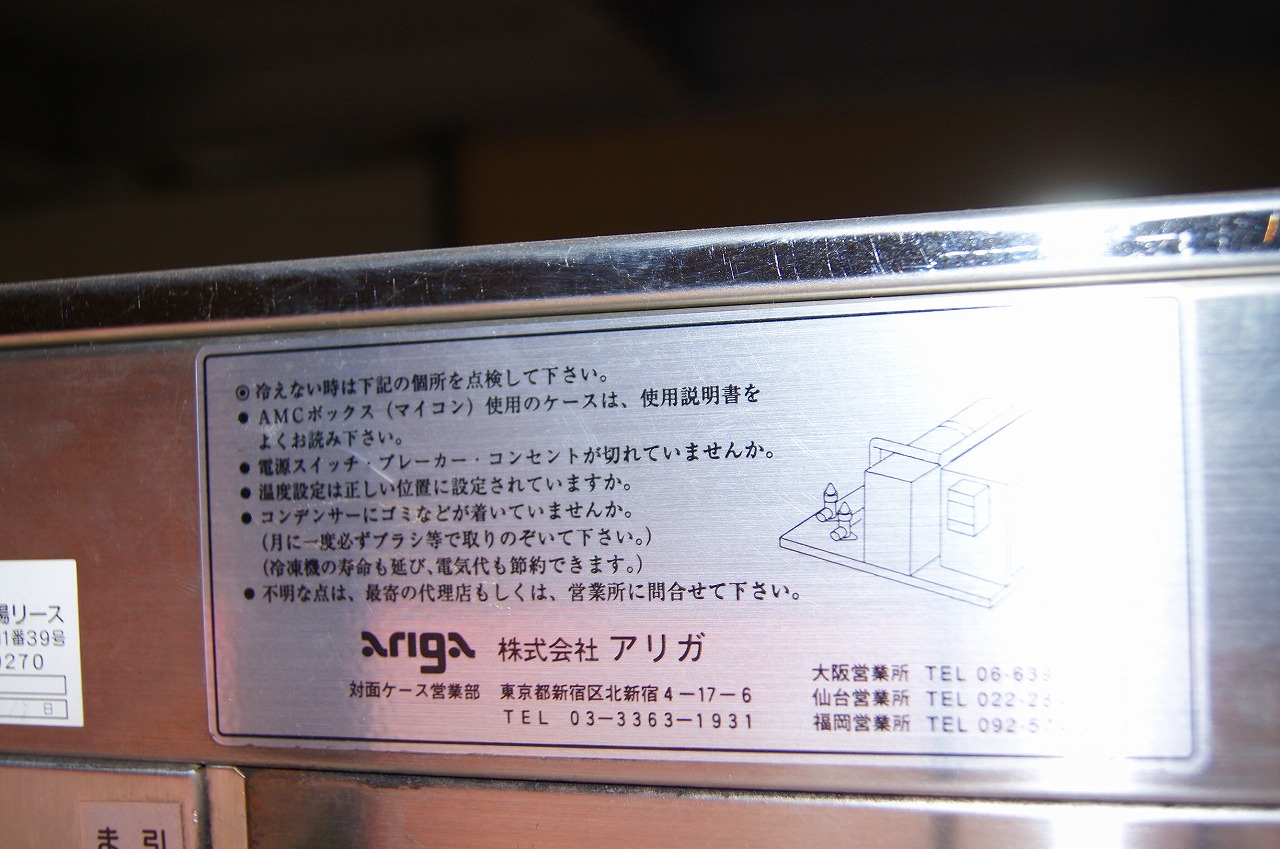 ◉冷えない時は下記の個所を点検して下さい。
●AMCボックス（マイコン）使用のケースは、使用説明書を
よくお読み下さい。
●電源スイッチ・ブレーカー・コンセントが切れていませんか。
●温度設定は正しい位置に設定されていますか。
●コンデンサーにゴミなどが着いていませんか。
（月に一度必ずブラシ等で取りのぞいて下さい。）
（冷凍機の寿命も延び、電気代も節約できます。）
●不明な点は、最寄の代理店もしくは、営業所に問合せて下さい。
ariga 株式会社 アリガ
対面ケース営業部 東京都新宿区北新宿4－17－6
TEL 03－3363－1931
大阪営業所 TEL 06-639
仙台営業所 TEL 022-2
福岡営業所 TEL 092-5
リース
1番39号
0270
日
引